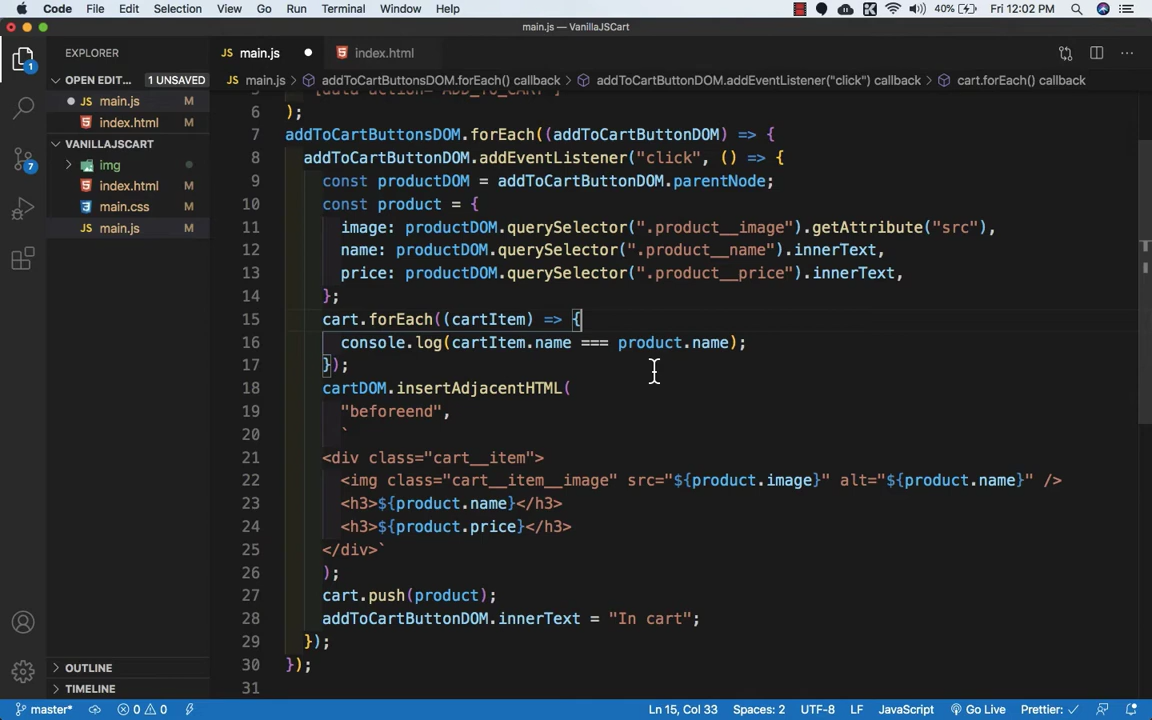 Code File Edit Selection View Go Run Terminal Window Help 40% Fri 12:02 PM
main.js — VanillaJSCart
EXPLORER
OPEN EDIT... 1 UNSAVED
main.js M
index.html M
VANILLAJSCART
img
index.html M
main.css M
main.js M
OUTLINE
TIMELINE
1
7
main.js
index.html
main.js > addToCartButtonsDOM.forEach() callback > addToCartButtonDOM.addEventListener("click") callback > cart.forEach() callback
6 );
7 addToCartButtonsDOM.forEach((addToCartButtonDOM) => {
8 addToCartButtonDOM.addEventListener("click", () => {
9 const productDOM = addToCartButtonDOM.parentNode;
10 const product = {
11 image: productDOM.querySelector(".product__image").getAttribute("src"),
12 name: productDOM.querySelector(".product__name").innerText,
13 price: productDOM.querySelector(".product__price").innerText,
14 };
15 cart.forEach((cartItem) => {
16 console.log(cartItem.name === product.name);
17 });
18 cartDOM.insertAdjacentHTML(
19 "beforeend",
20 `
21 <div class="cart__item">
22 <img class="cart__item__image" src="${product.image}" alt="${product.name}" />
23 <h3>${product.name}</h3>
24 <h3>${product.price}</h3>
25 </div>`
26 );
27 cart.push(product);
28 addToCartButtonDOM.innerText = "In cart";
29 });
30 });
31
master* 0 0 Ln 15, Col 33 Spaces: 2 UTF-8 LF JavaScript Go Live Prettier: ✓